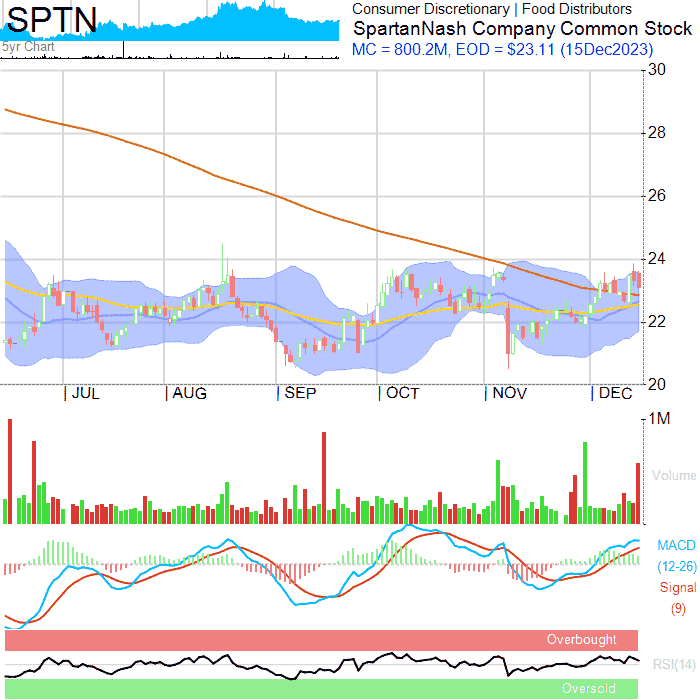 SPTN
5yr Chart
Consumer Discretionary | Food Distributors
SpartanNash Company Common Stock
MC = 800.2M, EOD = $23.11 (15Dec2023)
30
28
26
24
22
20
JUL AUG SEP OCT NOV DEC
1M
Volume
MACD
(12-26)
Signal
(9)
Overbought
RSI(14)
Oversold